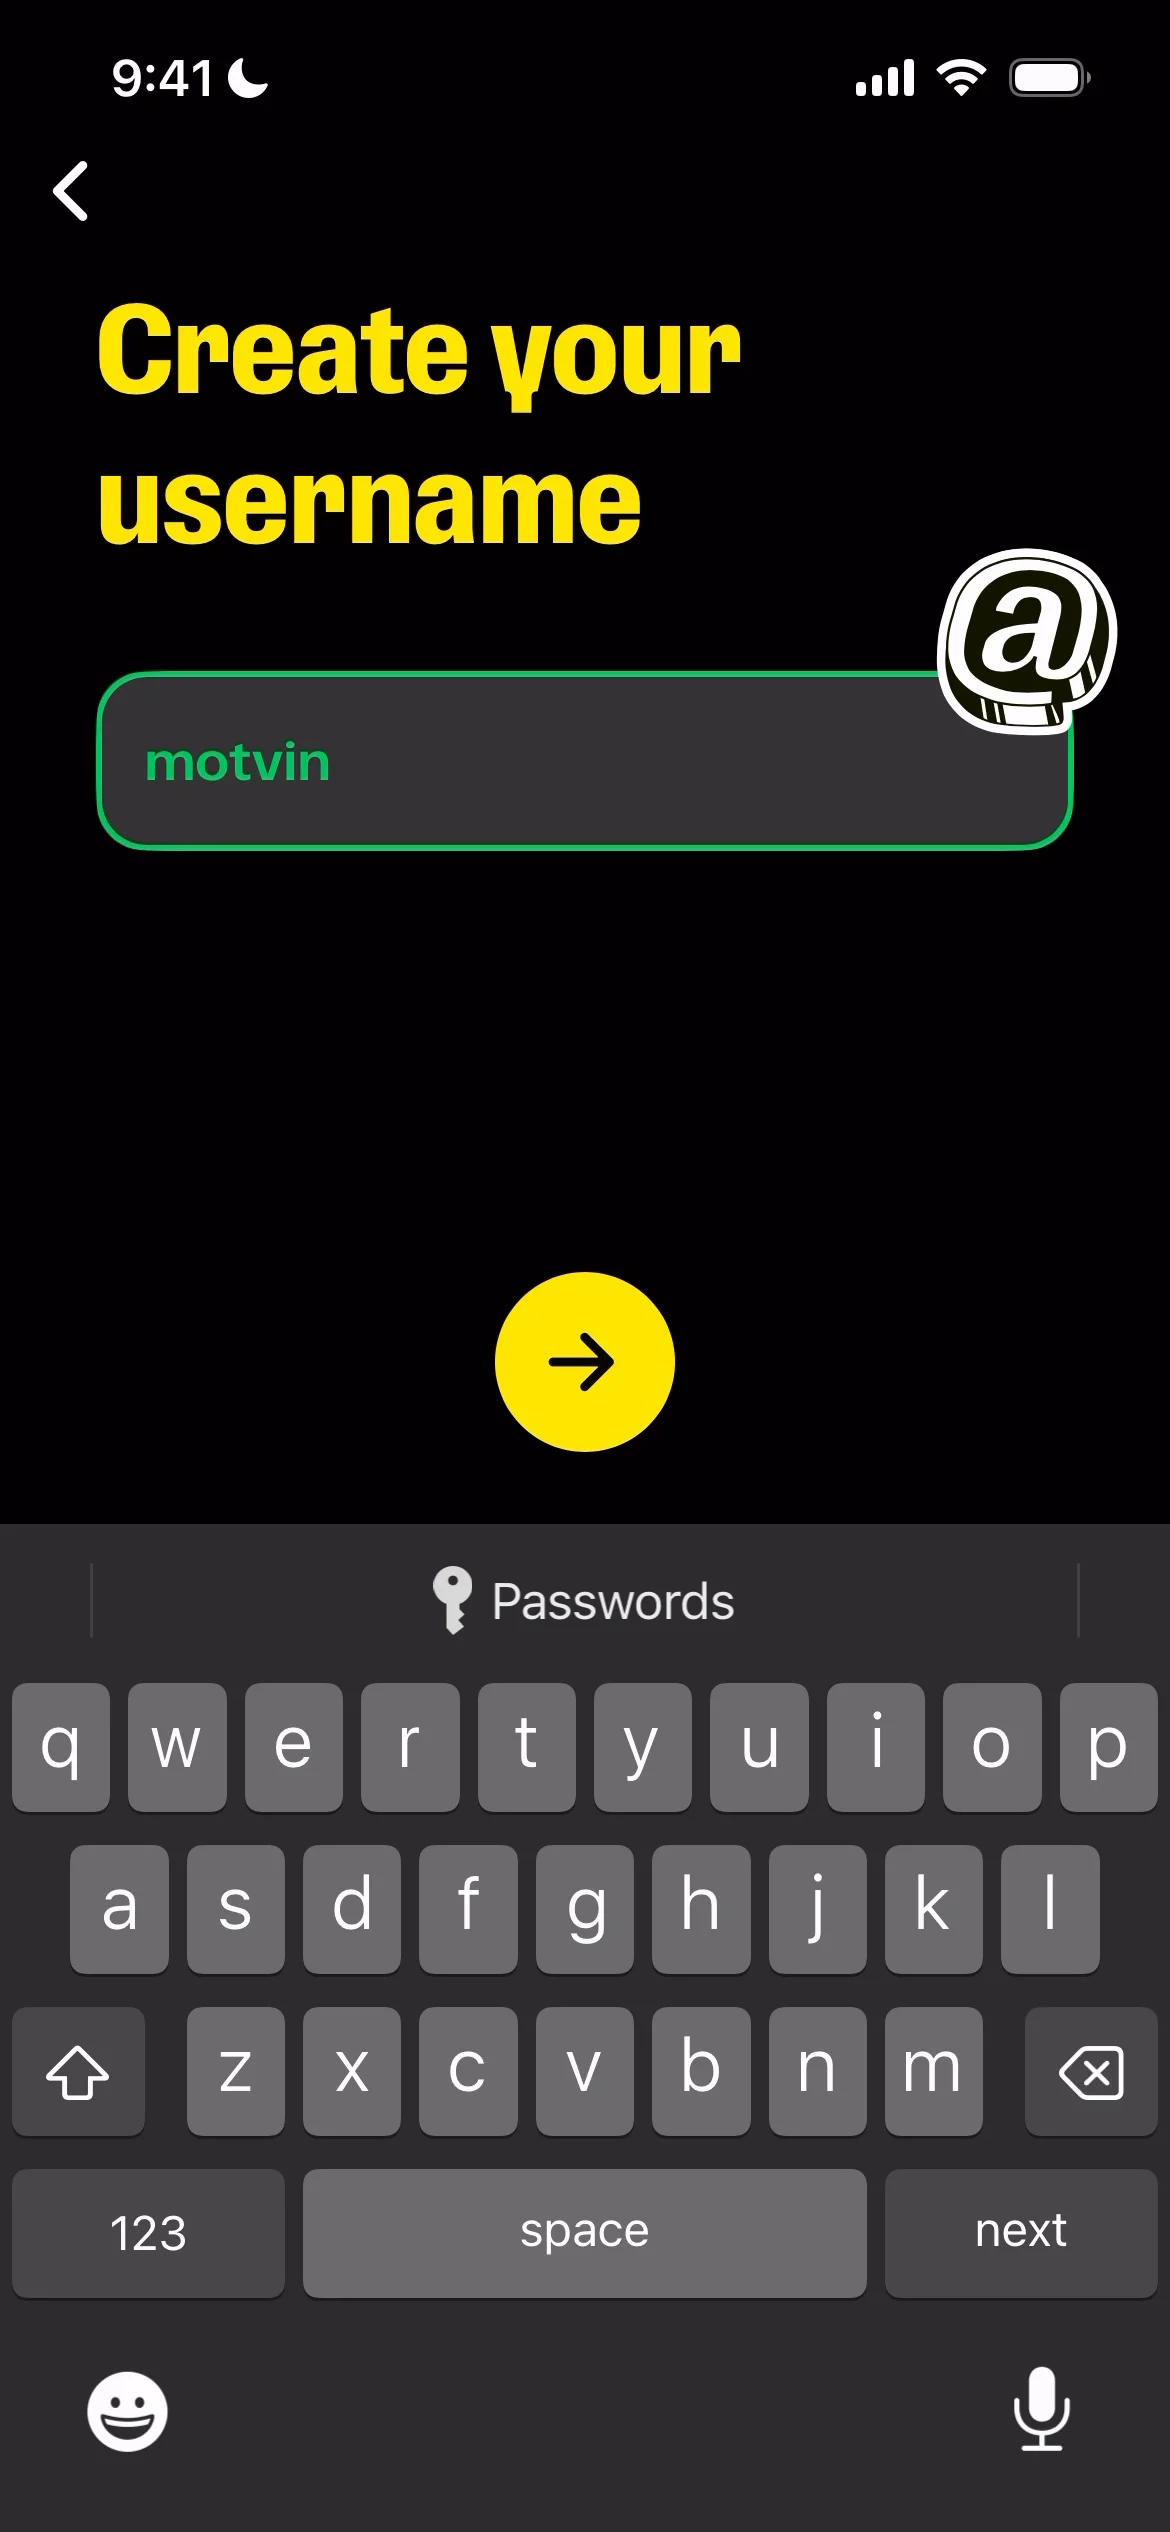 9:41
Create your
username
@
motvin
Passwords
q w e r t y u i o p
a s d f g h j k l
z x c v b n m
123 space next